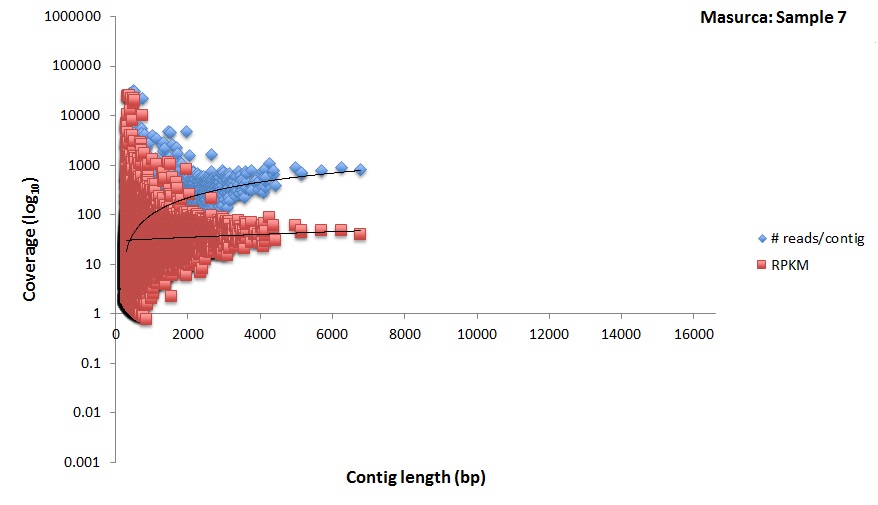 Masurca: Sample 7
1000000
100000
10000
1000
100
10
1
0.1
0.01
0.001
0 2000 4000 6000 8000 10000 12000 14000 16000
Coverage (log10)
Contig length (bp)
# reads/contig
RPKM